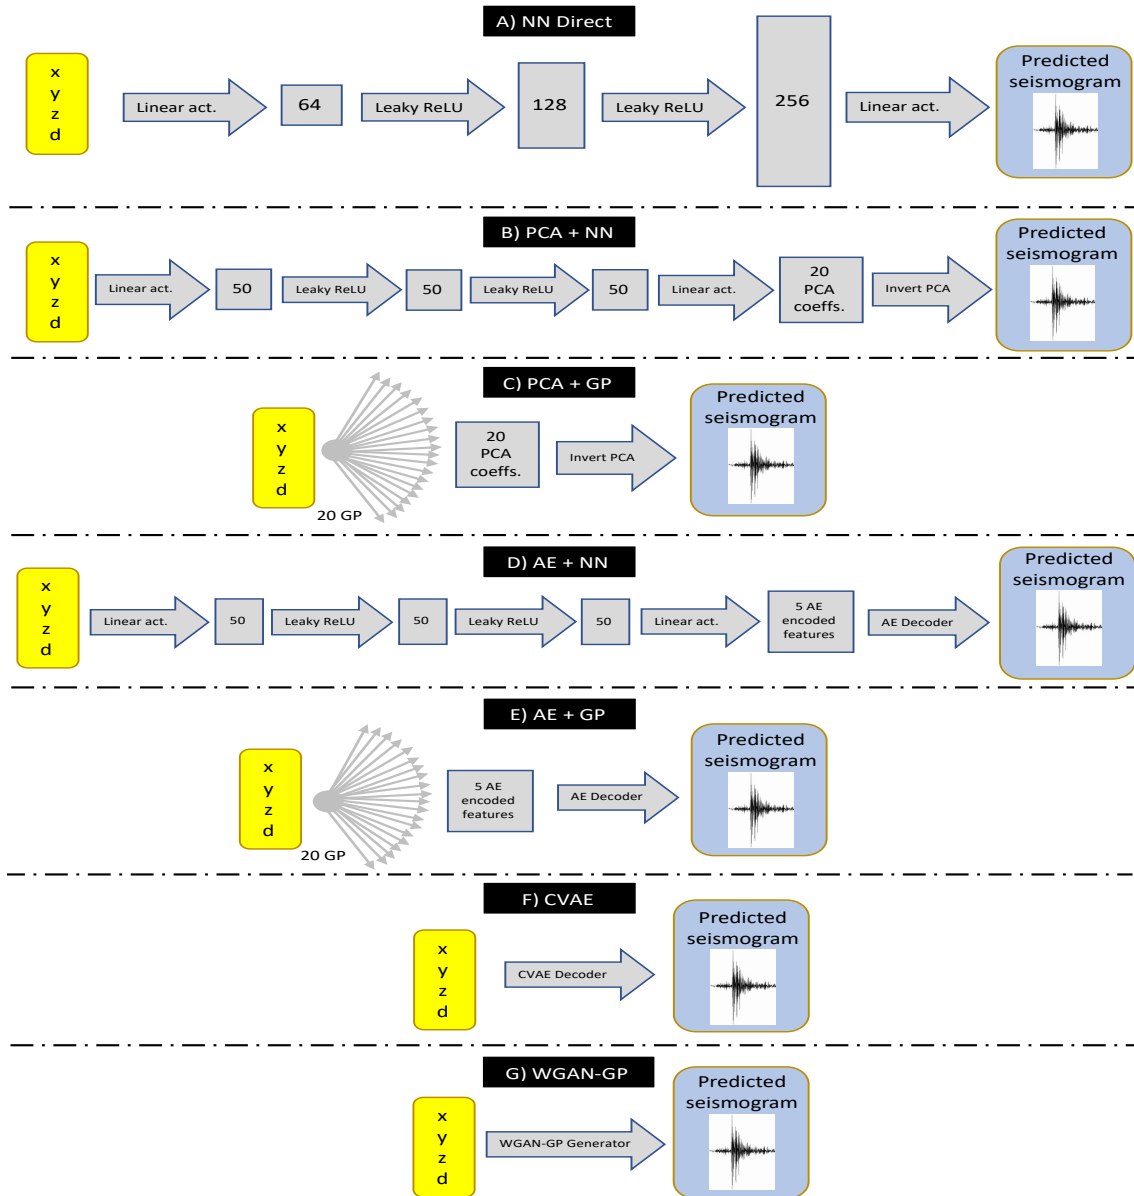 A) NN Direct
x
y
z
d
Linear act.
64
Leaky ReLU
128
Leaky ReLU
256
Linear act.
Predicted
seismogram
B) PCA + NN
x
y
z
d
Linear act.
50
Leaky ReLU
50
Leaky ReLU
50
Linear act.
20
PCA
coeffs.
Invert PCA
Predicted
seismogram
C) PCA + GP
x
y
z
d
20 GP
20
PCA
coeffs.
Invert PCA
Predicted
seismogram
D) AE + NN
x
y
z
d
Linear act.
50
Leaky ReLU
50
Leaky ReLU
50
Linear act.
5 AE
encoded
features
AE Decoder
Predicted
seismogram
E) AE + GP
x
y
z
d
20 GP
5 AE
encoded
features
AE Decoder
Predicted
seismogram
F) CVAE
x
y
z
d
CVAE Decoder
Predicted
seismogram
G) WGAN-GP
x
y
z
d
WGAN-GP Generator
Predicted
seismogram